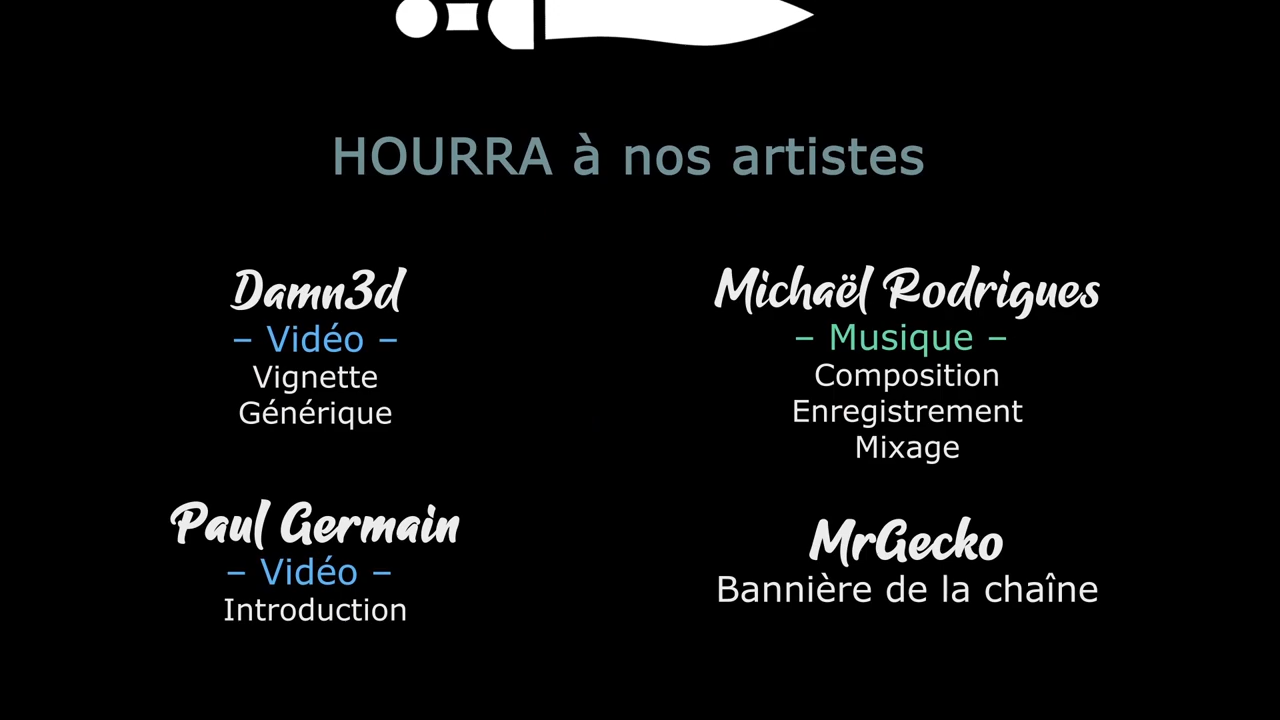 HOURRA à nos artistes
Damn3d
– Vidéo –
Vignette
Générique
Michaël Rodrigues
– Musique –
Composition
Enregistrement
Mixage
Paul Germain
– Vidéo –
Introduction
MrGecko
Bannière de la chaîne